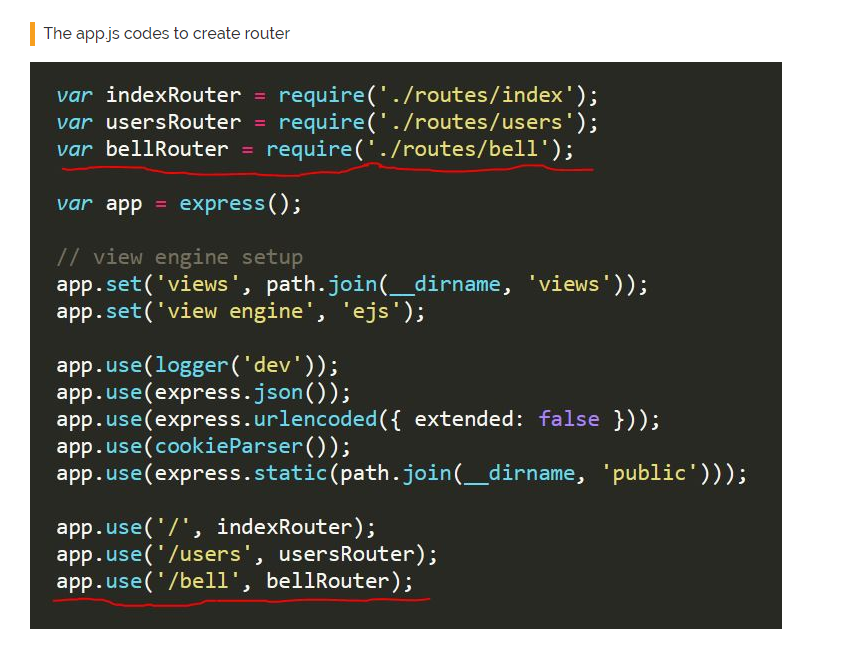 The app.js codes to create router
var indexRouter = require('./routes/index');
var usersRouter = require('./routes/users');
var bellRouter = require('./routes/bell');
var app = express();
// view engine setup
app.set('views', path.join(__dirname, 'views'));
app.set('view engine', 'ejs');
app.use(logger('dev'));
app.use(express.json());
app.use(express.urlencoded({ extended: false }));
app.use(cookieParser());
app.use(express.static(path.join(__dirname, 'public')));
app.use('/', indexRouter);
app.use('/users', usersRouter);
app.use('/bell', bellRouter);